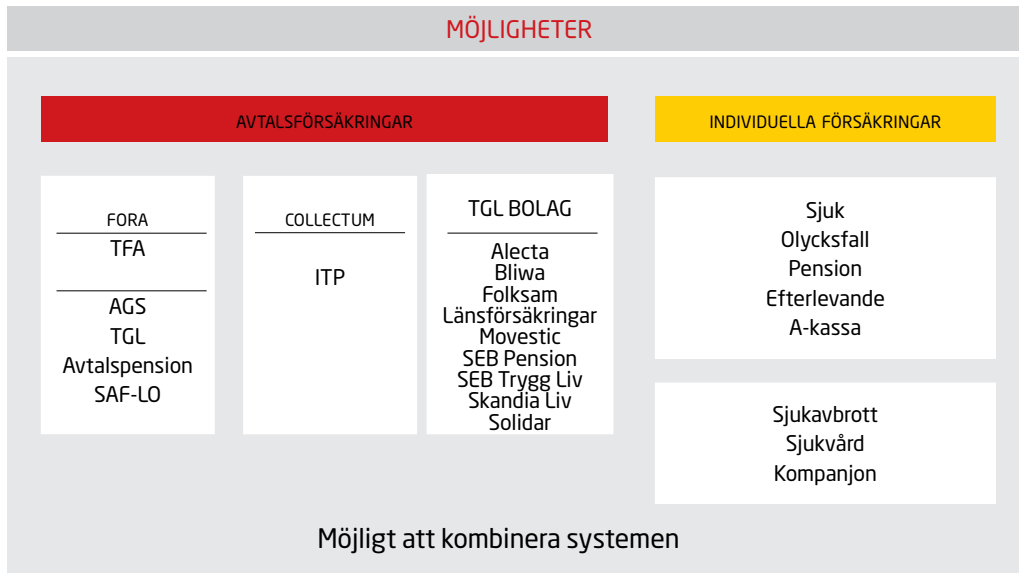 MÖJLIGHETER
AVTALSFÖRSÄKRINGAR
FORA
TFA
AGS
TGL
Avtalspension
SAF-LO
COLLECTUM
ITP
TGL BOLAG
Alecta
Bliwa
Folksam
Länsförsäkringar
Movestic
SEB Pension
SEB Trygg Liv
Skandia Liv
Solidar
INDIVIDUELLA FÖRSÄKRINGAR
Sjuk
Olycksfall
Pension
Efterlevande
A-kassa
Sjukavbrott
Sjukvård
Kompanjon
Möjligt att kombinera systemen